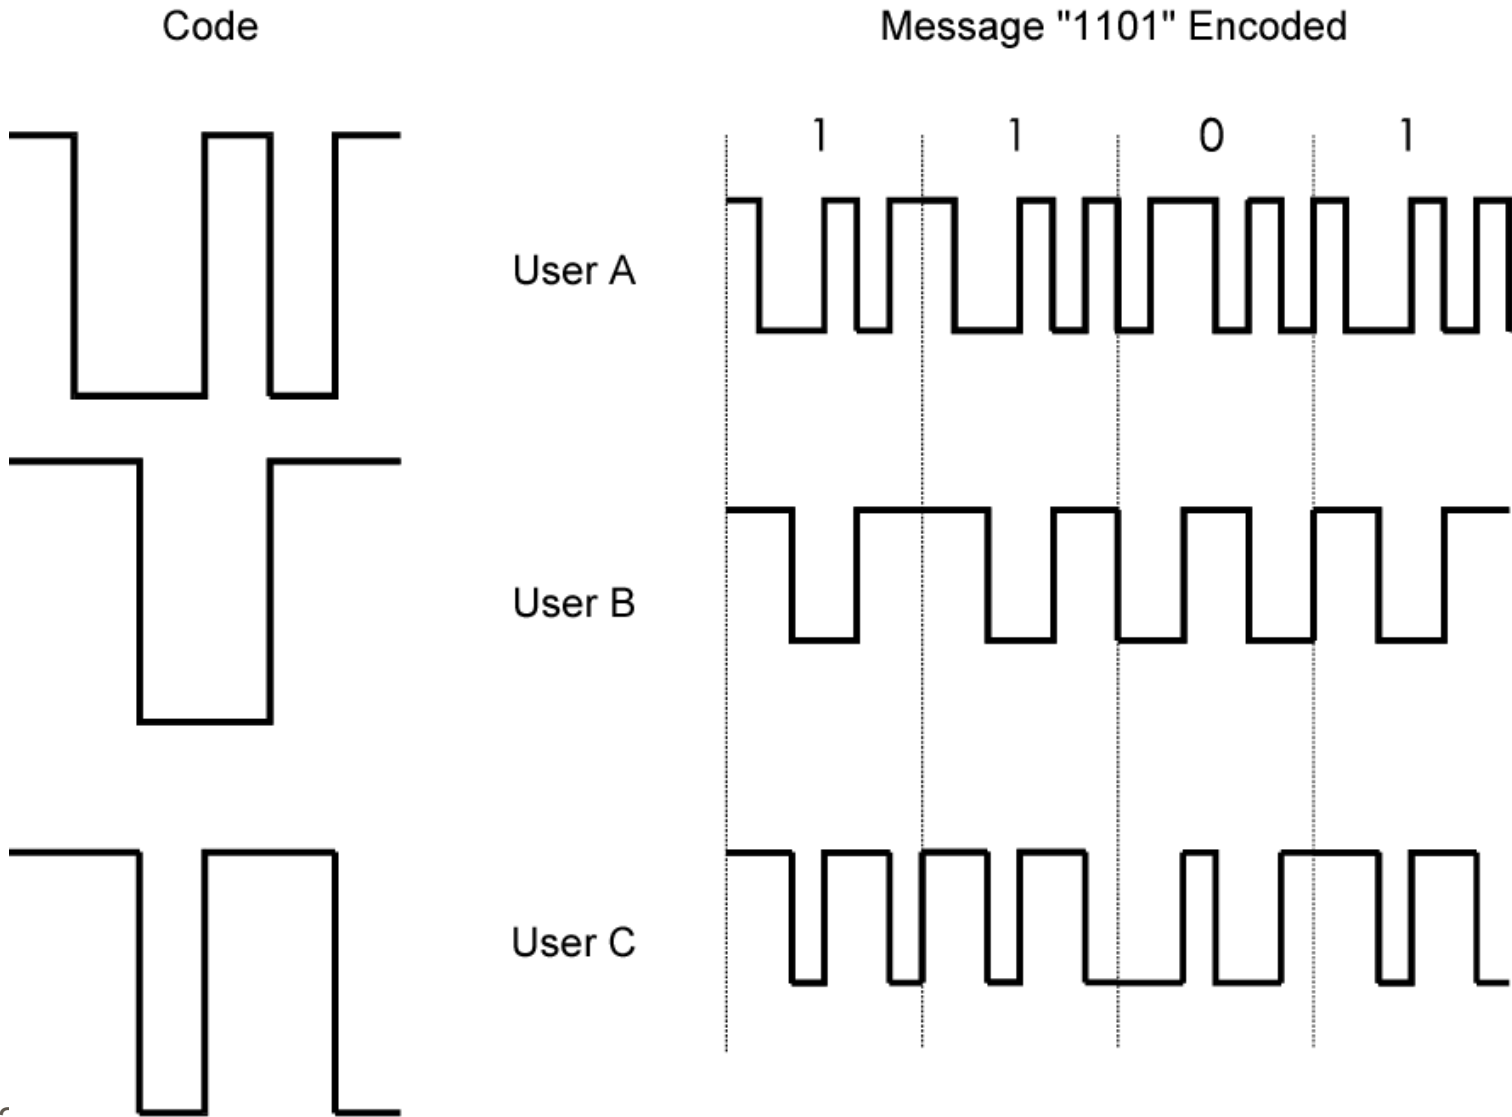 Code
Message "1101" Encoded
1 1 0 1
User A
User B
User C